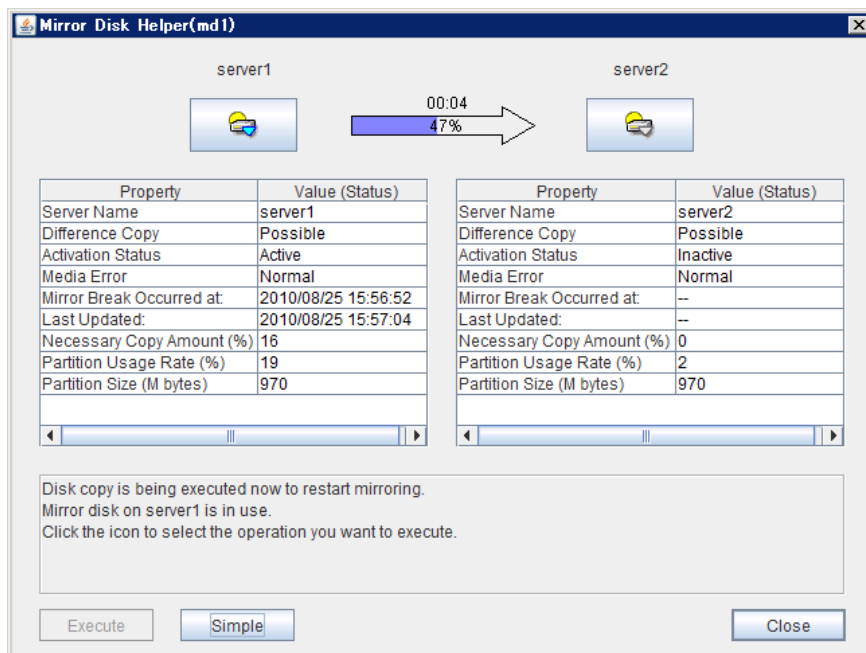 Mirror Disk Helper(md1)
server1 server2
00:04
47%
Property Value (Status)
Server Name server1
Difference Copy Possible
Activation Status Active
Media Error Normal
Mirror Break Occurred at: 2010/08/25 15:56:52
Last Updated: 2010/08/25 15:57:04
Necessary Copy Amount (%) 16
Partition Usage Rate (%) 19
Partition Size (M bytes) 970
Property Value (Status)
Server Name server2
Difference Copy Possible
Activation Status Inactive
Media Error Normal
Mirror Break Occurred at: --
Last Updated: --
Necessary Copy Amount (%) 0
Partition Usage Rate (%) 2
Partition Size (M bytes) 970
Disk copy is being executed now to restart mirroring.
Mirror disk on server1 is in use.
Click the icon to select the operation you want to execute.
Execute Simple Close